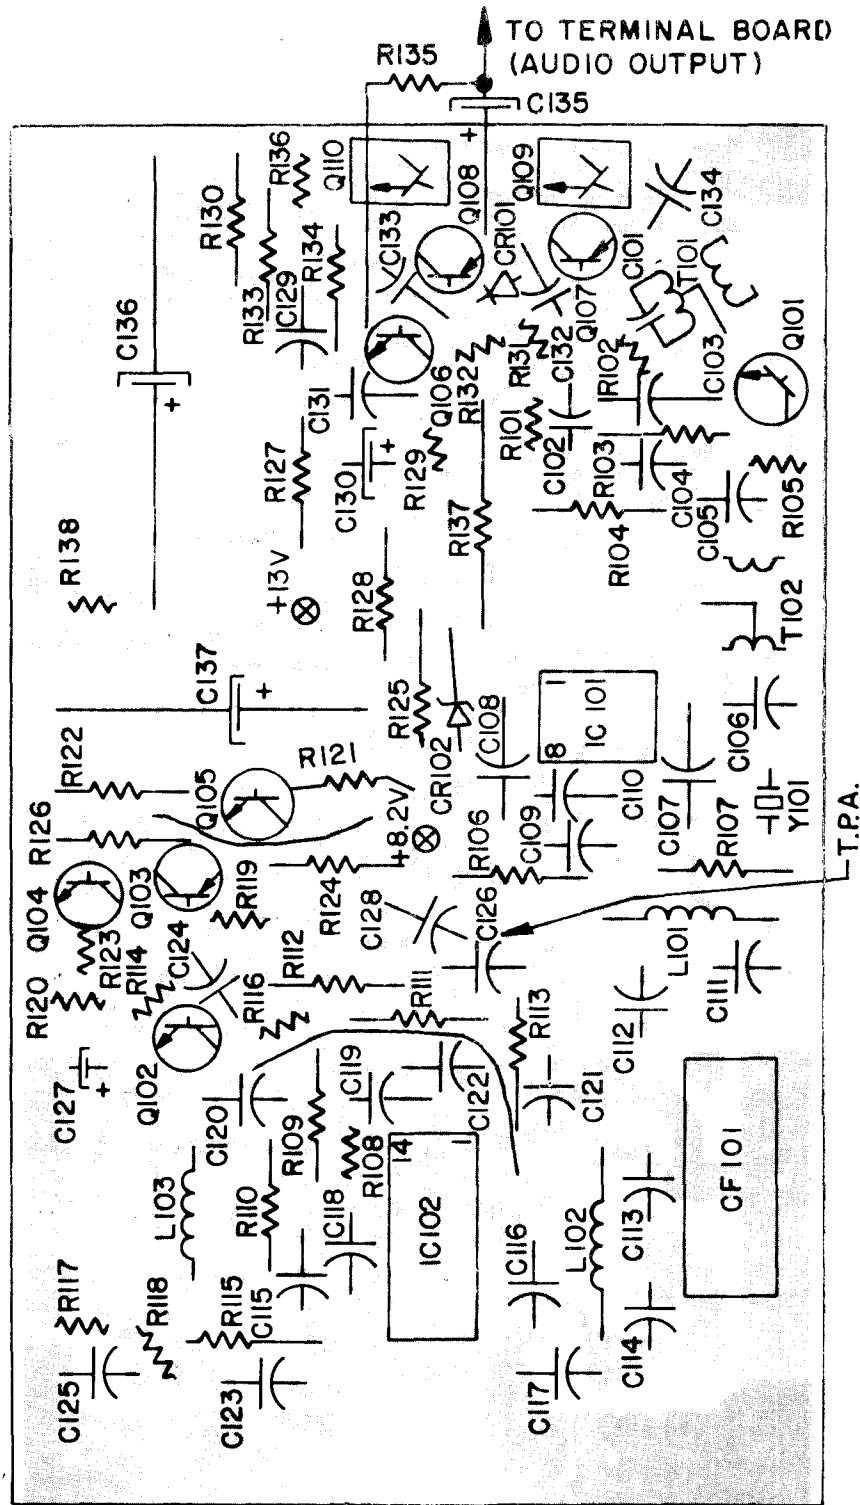 TO TERMINAL BOARD
(AUDIO OUTPUT)
R135
C135
R136
Q110
Q108
Q109
R130
C134
C133
CR101
R134
C101
T101
R133
C129
Q107
C136
Q101
C131
Q106
R132
R131
C132
R102
C103
R127
C130
R129
R101
C102
R103
R137
R104
C104
C105
R105
R138
+13V
R128
T102
C137
R125
C108
1
IC 101
8
C106
R122
R121
CR102
C110
R126
Q105
+8.2V
R106
C109
C107
R107
Y101
T.P.A.
Q104
Q103
R119
R124
C128
C126
R123
R114
C124
R112
R120
R116
R111
L101
C111
R113
C112
C127
Q102
C119
C120
C122
C121
R109
R108
14
1
IC102
L103
R110
C118
CF101
C116
L102
C113
R117
R118
R115
C115
C114
C125
C123
C117